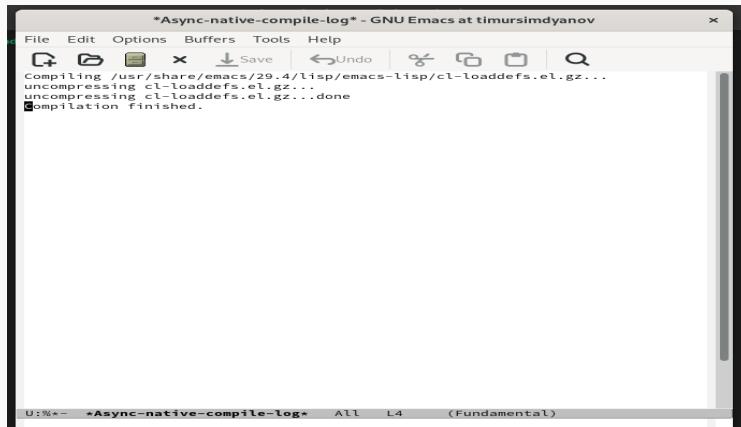 *Async-native-compile-log* - GNU Emacs at timursimdyanov
File Edit Options Buffers Tools Help
Save Undo
Compiling /usr/share/emacs/29.4/lisp/emacs-lisp/cl-loaddefs.el.gz...
uncompressing cl-loaddefs.el.gz...
uncompressing cl-loaddefs.el.gz...done
Compilation finished.
U:%*- *Async-native-compile-log* All L4 (Fundamental)